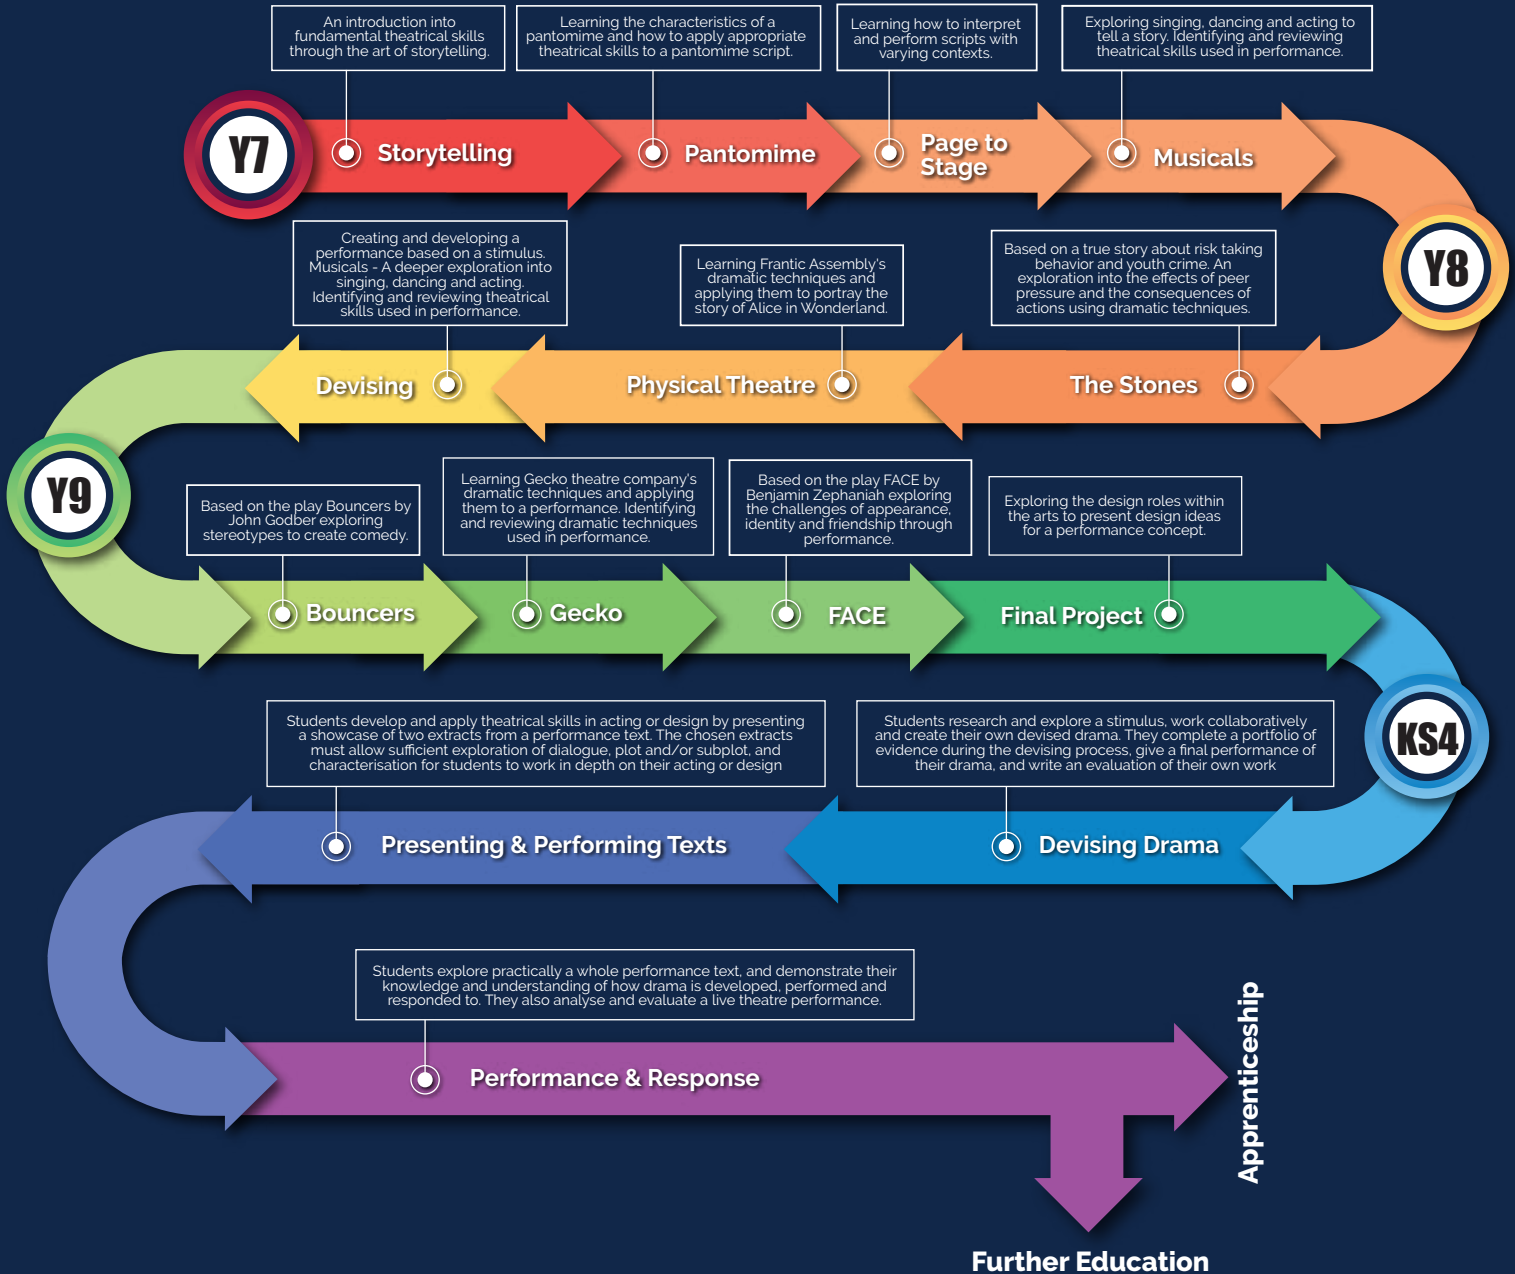 An introduction into
fundamental theatrical skills
through the art of storytelling.
Learning the characteristics of a
pantomime and how to apply appropriate
theatrical skills to a pantomime script.
Learning how to interpret
and perform scripts with
varying contexts.
Exploring singing, dancing and acting to
tell a story. Identifying and reviewing
theatrical skills used in performance.
Y7
Storytelling
Pantomime
Page to
Stage
Musicals
Y8
Based on a true story about risk taking
behavior and youth crime. An
exploration into the effects of peer
pressure and the consequences of
actions using dramatic techniques.
Learning Frantic Assembly's
dramatic techniques and
applying them to portray the
story of Alice in Wonderland.
Creating and developing a
performance based on a stimulus.
Musicals - A deeper exploration into
singing, dancing and acting.
Identifying and reviewing theatrical
skills used in performance.
The Stones
Physical Theatre
Devising
Y9
Based on the play Bouncers by
John Godber exploring
stereotypes to create comedy.
Learning Gecko theatre company's
dramatic techniques and applying
them to a performance. Identifying
and reviewing dramatic techniques
used in performance.
Based on the play FACE by
Benjamin Zephaniah exploring
the challenges of appearance,
identity and friendship through
performance.
Exploring the design roles within
the arts to present design ideas
for a performance concept.
Bouncers
Gecko
FACE
Final Project
KS4
Students research and explore a stimulus, work collaboratively
and create their own devised drama. They complete a portfolio of
evidence during the devising process, give a final performance of
their drama, and write an evaluation of their own work
Students develop and apply theatrical skills in acting or design by presenting
a showcase of two extracts from a performance text. The chosen extracts
must allow sufficient exploration of dialogue, plot and/or subplot, and
characterisation for students to work in depth on their acting or design
Devising Drama
Presenting & Performing Texts
Students explore practically a whole performance text, and demonstrate their
knowledge and understanding of how drama is developed, performed and
responded to. They also analyse and evaluate a live theatre performance.
Performance & Response
Apprenticeship
Further Education